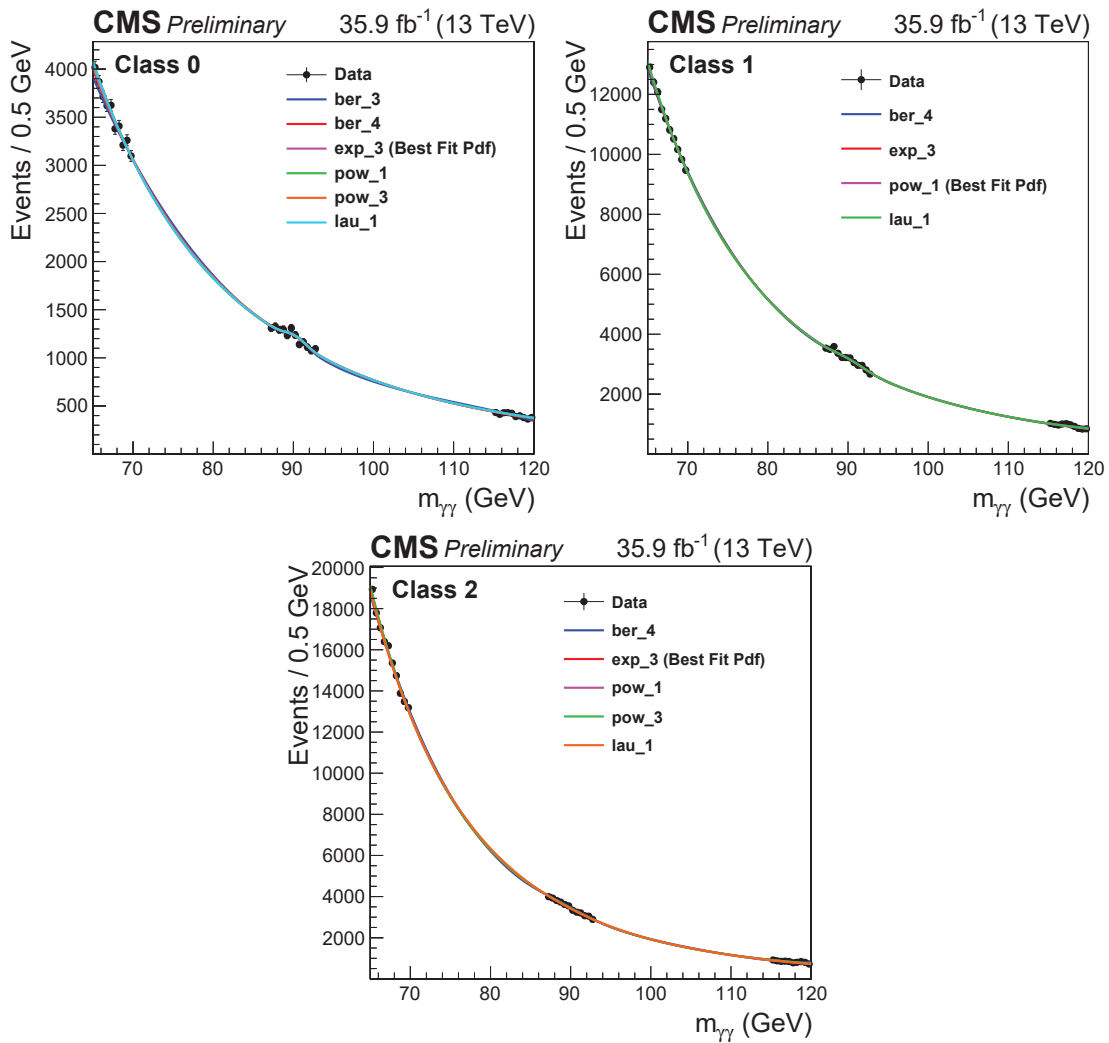 CMS Preliminary 35.9 fb⁻¹ (13 TeV)
Class 0
Data
ber_3
ber_4
exp_3 (Best Fit Pdf)
pow_1
pow_3
lau_1
Events / 0.5 GeV
4000
3500
3000
2500
2000
1500
1000
500
70 80 90 100 110 120
mγγ (GeV)
CMS Preliminary 35.9 fb⁻¹ (13 TeV)
Class 1
Data
ber_4
exp_3
pow_1 (Best Fit Pdf)
lau_1
Events / 0.5 GeV
12000
10000
8000
6000
4000
2000
70 80 90 100 110 120
mγγ (GeV)
CMS Preliminary 35.9 fb⁻¹ (13 TeV)
Class 2
Data
ber_4
exp_3 (Best Fit Pdf)
pow_1
pow_3
lau_1
Events / 0.5 GeV
20000
18000
16000
14000
12000
10000
8000
6000
4000
2000
70 80 90 100 110 120
mγγ (GeV)